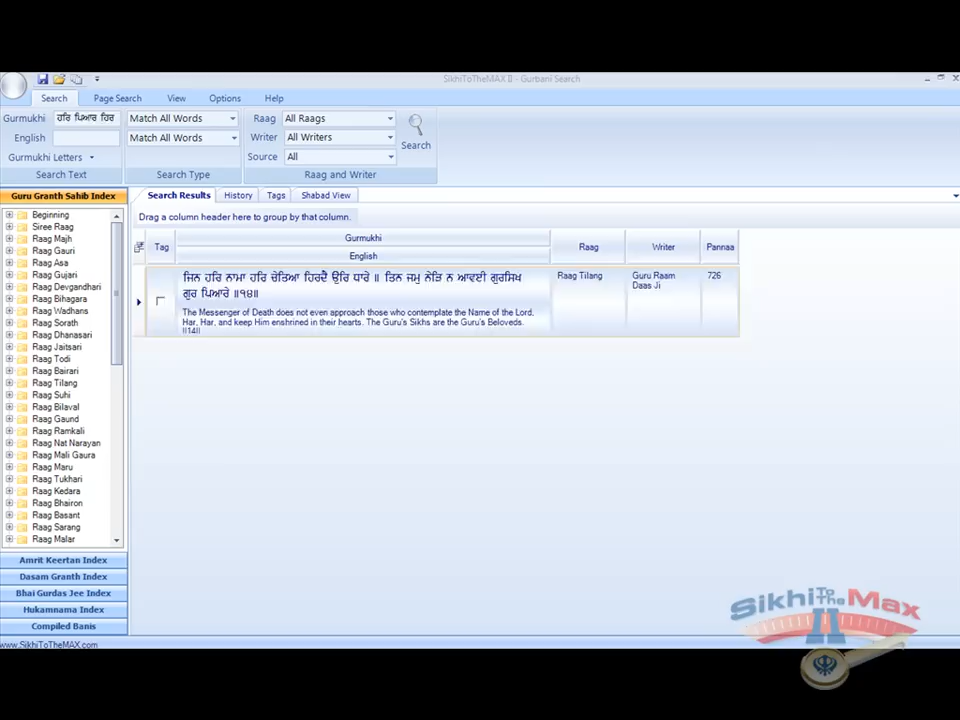 SikhiToTheMAX II - Gurbani Search
Search Page Search View Options Help
Gurmukhi ਹਰਿ ਪਿਆਰ ਹਿਰ Match All Words Raag All Raags
English Match All Words Writer All Writers Search
Gurmukhi Letters Source All
Search Text Search Type Raag and Writer
Guru Granth Sahib Index
Search Results History Tags Shabad View
Drag a column header here to group by that column.
Tag Gurmukhi Raag Writer Pannaa
English
ਜਿਨ ਹਰਿ ਨਾਮਾ ਹਰਿ ਚੇਤਿਆ ਹਿਰਦੈ ਉਰਿ ਧਾਰੇ ॥ ਤਿਨ ਜਮੁ ਨੇੜਿ ਨ ਆਵਈ ਗੁਰਸਿਖ
ਗੁਰ ਪਿਆਰੇ ॥੧੪॥
The Messenger of Death does not even approach those who contemplate the Name of the Lord,
Har, Har, and keep Him enshrined in their hearts. The Guru's Sikhs are the Guru's Beloveds.
||14||
Raag Tilang
Guru Raam
Daas Ji
726
Beginning
Siree Raag
Raag Majh
Raag Gauri
Raag Asa
Raag Gujari
Raag Devgandhari
Raag Bihagara
Raag Wadhans
Raag Sorath
Raag Dhanasari
Raag Jaitsari
Raag Todi
Raag Bairari
Raag Tilang
Raag Suhi
Raag Bilaval
Raag Gaund
Raag Ramkali
Raag Nat Narayan
Raag Mali Gaura
Raag Maru
Raag Tukhari
Raag Kedara
Raag Bhairon
Raag Basant
Raag Sarang
Raag Malar
Amrit Keertan Index
Dasam Granth Index
Bhai Gurdas Jee Index
Hukamnama Index
Compiled Banis
www.SikhiToTheMAX.com
Sikhi To The Max
II